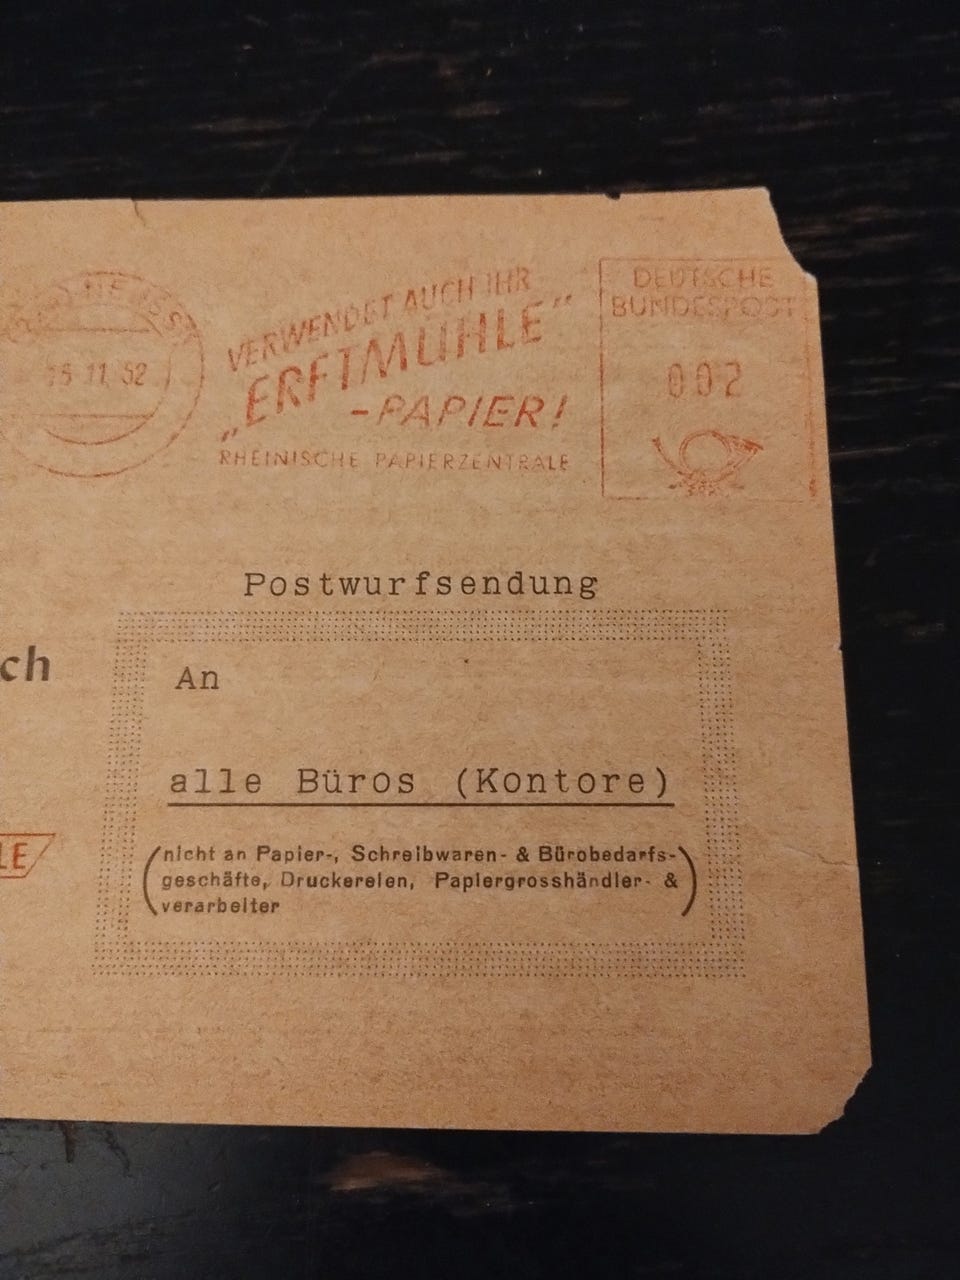 NEUSS
11. 52
VERWENDET AUCH IHR
„ERFTMÜHLE“
-PAPIER!
RHEINISCHE PAPIERZENTRALE
DEUTSCHE
BUNDESPOST
002
Postwurfsendung
ch
An
alle Büros (Kontore)
LE
(nicht an Papier-, Schreibwaren- & Bürobedarfs-
geschäfte, Druckereien, Papiergrosshändler- &
verarbeiter)